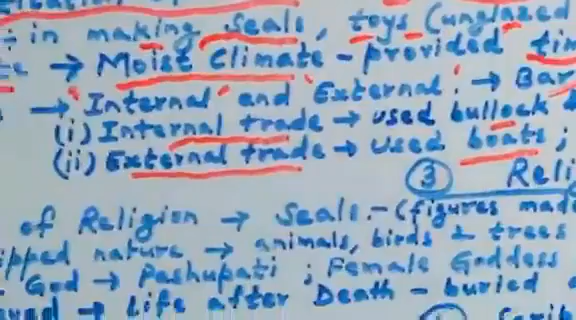 in making Seals, toys (unglazed
→ Moist Climate - provided tim
→ 'Internal' and 'External' : → Bar
(i) Internal trade → used bullock
(ii) External trade → used boats ;
③ Reli
of Religion → Seals - (figures made
ipped nature → animals, birds & trees
God → Pashupati ; Female Goddess
→ Life after Death - buried